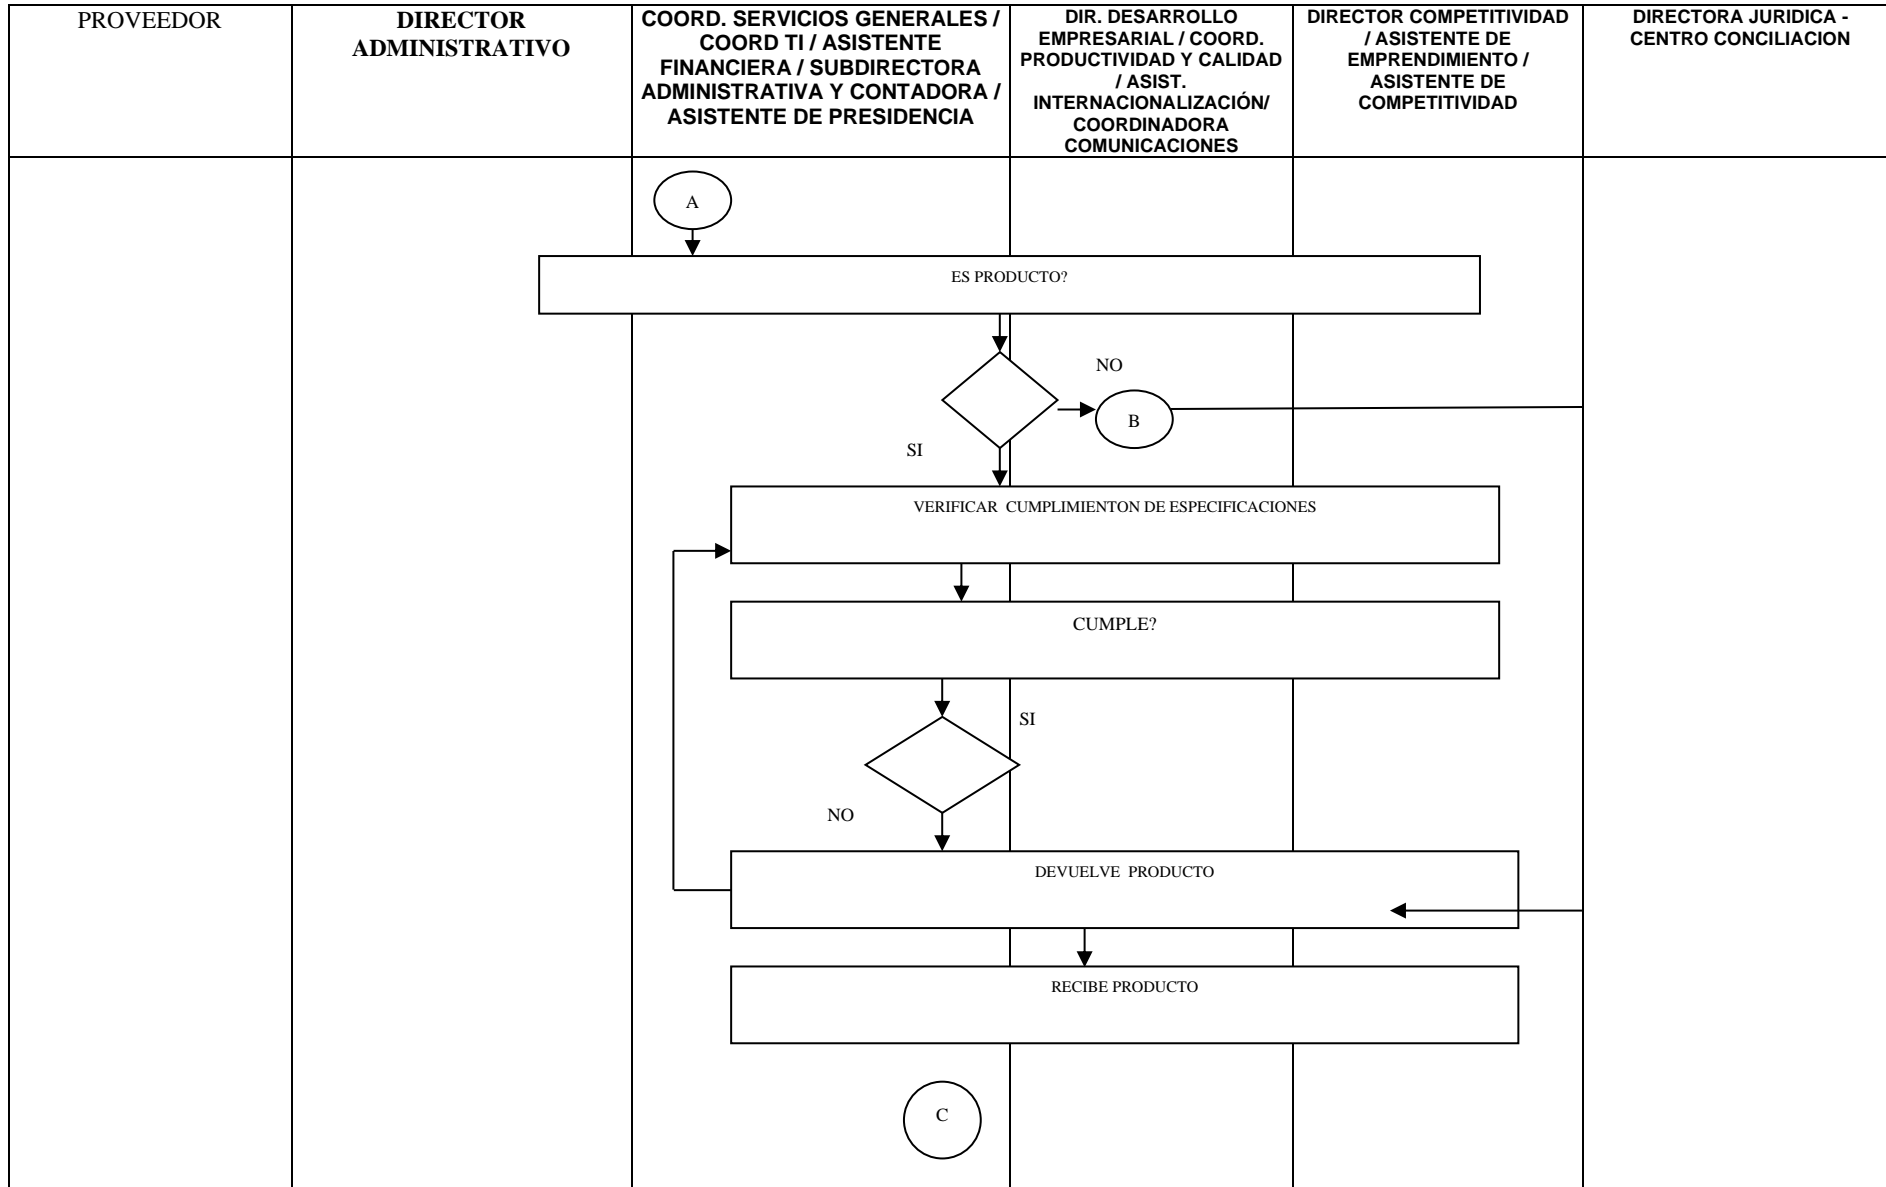 PROVEEDOR
DIRECTOR
ADMINISTRATIVO
COORD. SERVICIOS GENERALES /
COORD TI / ASISTENTE
FINANCIERA / SUBDIRECTORA
ADMINISTRATIVA Y CONTADORA /
ASISTENTE DE PRESIDENCIA
DIR. DESARROLLO
EMPRESARIAL / COORD.
PRODUCTIVIDAD Y CALIDAD
/ ASIST.
INTERNACIONALIZACIÓN/
COORDINADORA
COMUNICACIONES
DIRECTOR COMPETITIVIDAD
/ ASISTENTE DE
EMPRENDIMIENTO /
ASISTENTE DE
COMPETITIVIDAD
DIRECTORA JURIDICA -
CENTRO CONCILIACION
A
ES PRODUCTO?
NO
B
SI
VERIFICAR CUMPLIMIENTON DE ESPECIFICACIONES
CUMPLE?
SI
NO
DEVUELVE PRODUCTO
RECIBE PRODUCTO
C